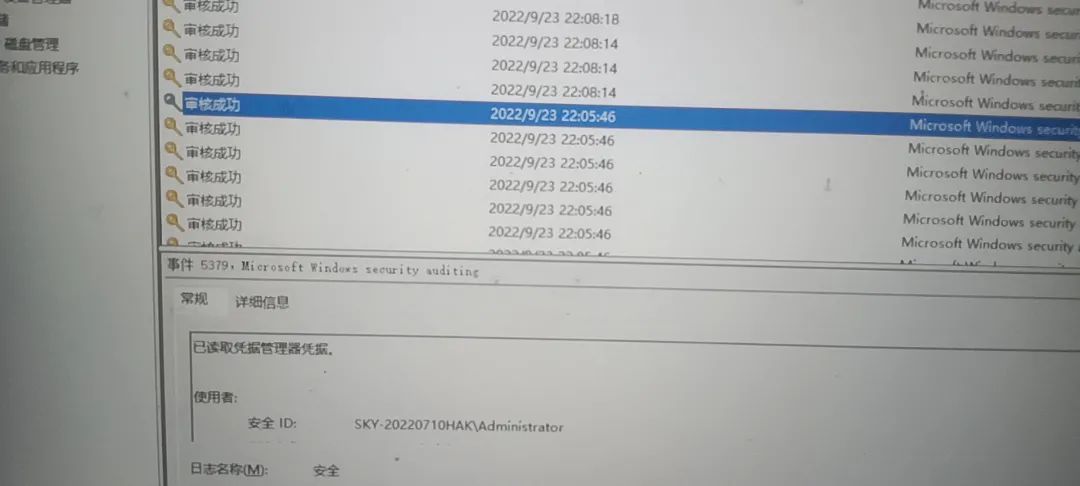 审核成功 2022/9/23 22:08:18 Microsoft Windows
审核成功 2022/9/23 22:08:14 Microsoft Windows
审核成功 2022/9/23 22:08:14 Microsoft Windows
审核成功 2022/9/23 22:08:14 Microsoft Windows
审核成功 2022/9/23 22:05:46 Microsoft Windows security
审核成功 2022/9/23 22:05:46 Microsoft Windows security
审核成功 2022/9/23 22:05:46 Microsoft Windows security
审核成功 2022/9/23 22:05:46 Microsoft Windows security
审核成功 2022/9/23 22:05:46 Microsoft Windows security
审核成功 2022/9/23 22:05:46 Microsoft Windows security
磁盘管理
和应用程序
事件 5379，Microsoft Windows security auditing
常规 详细信息
已读取凭据管理器凭据。
使用者:
安全 ID: SKY-20220710HAK\Administrator
日志名称(M): 安全